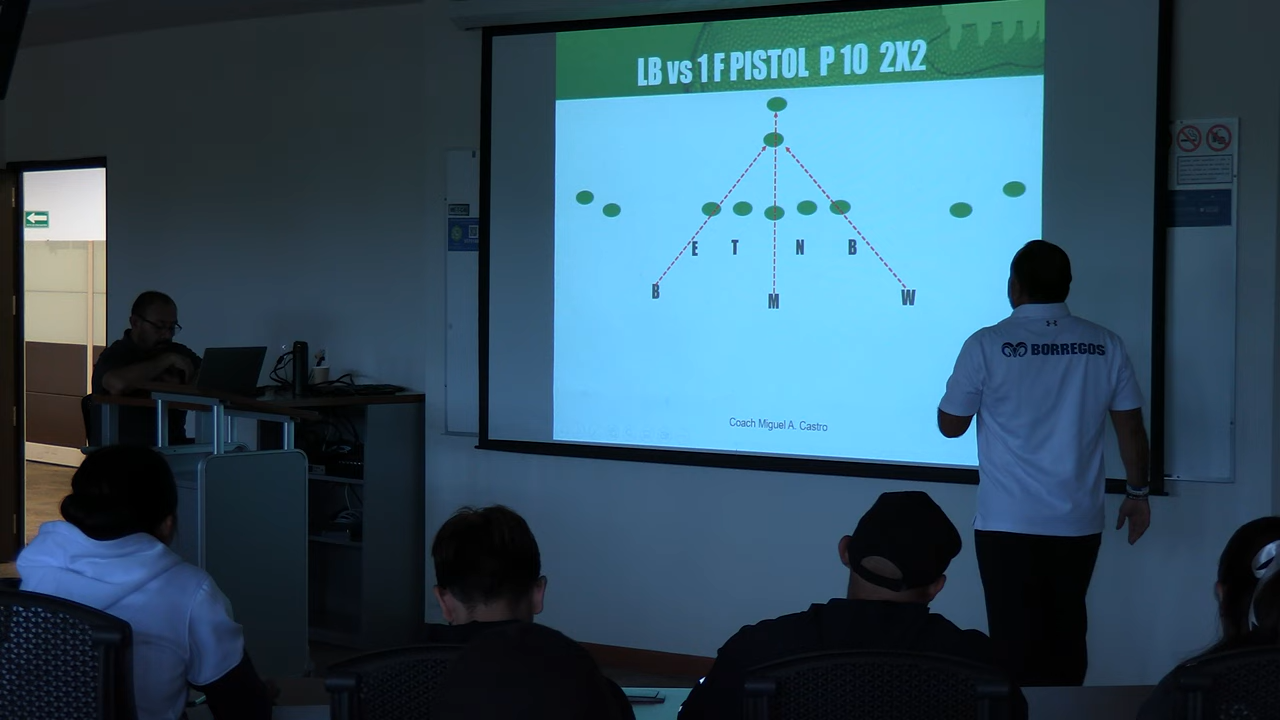 LB vs 1 F PISTOL P 10 2X2
E T N B
B M W
Coach Miguel A. Castro
BORREGOS